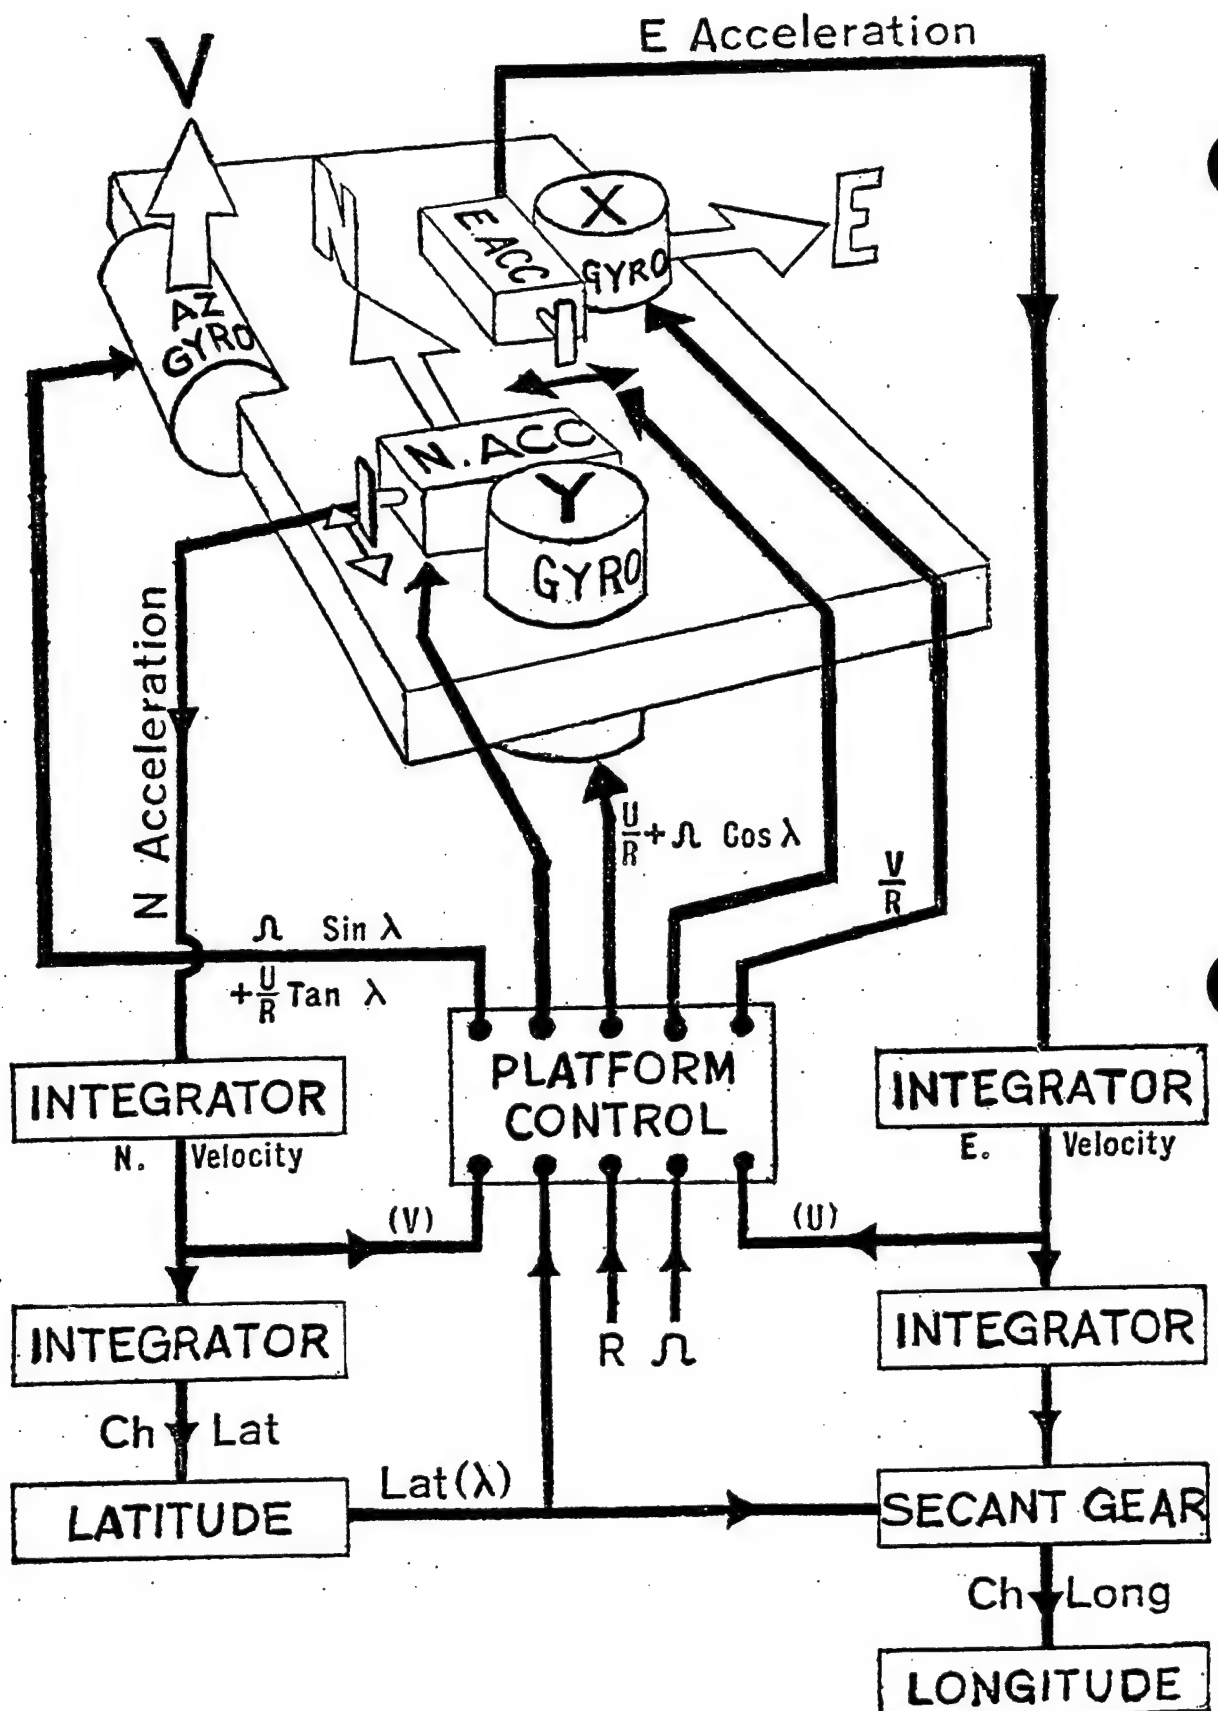 E Acceleration
V
N
E. ACC
X
GYRO
E
AZ
GYRO
N. ACC
Y
GYRO
N Acceleration
U/R + Ω Cos λ
V/R
Ω Sin λ
+ U/R Tan λ
PLATFORM
CONTROL
INTEGRATOR
N. Velocity
INTEGRATOR
E. Velocity
(V)
(U)
R Ω
INTEGRATOR
INTEGRATOR
Ch Lat
LATITUDE
Lat (λ)
SECANT GEAR
Ch Long
LONGITUDE